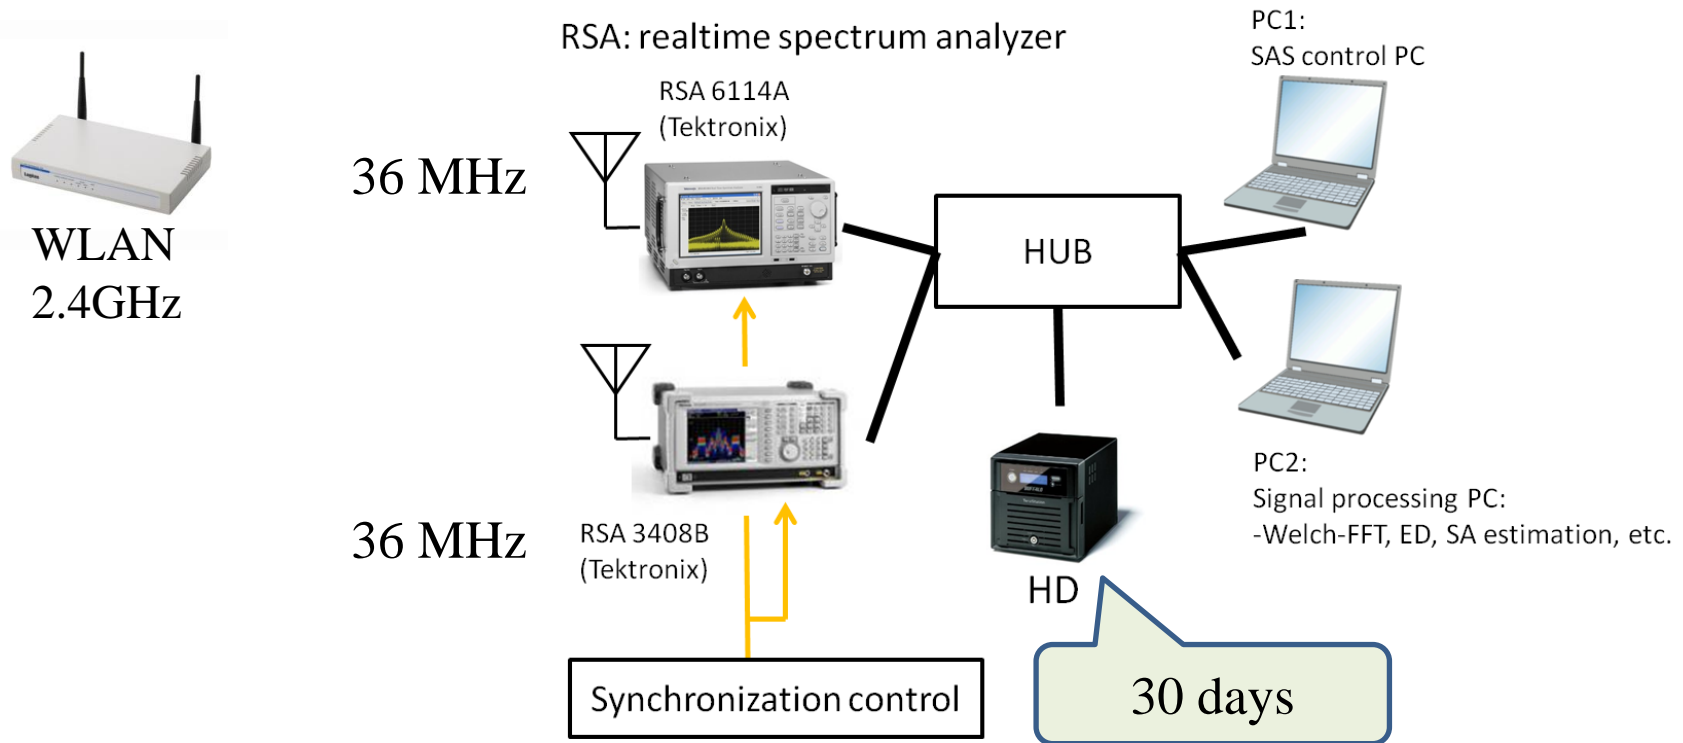 RSA: realtime spectrum analyzer
PC1:
SAS control PC
RSA 6114A
(Tektronix)
36 MHz
WLAN
2.4GHz
HUB
36 MHz
RSA 3408B
(Tektronix)
PC2:
Signal processing PC:
-Welch-FFT, ED, SA estimation, etc.
HD
30 days
Synchronization control